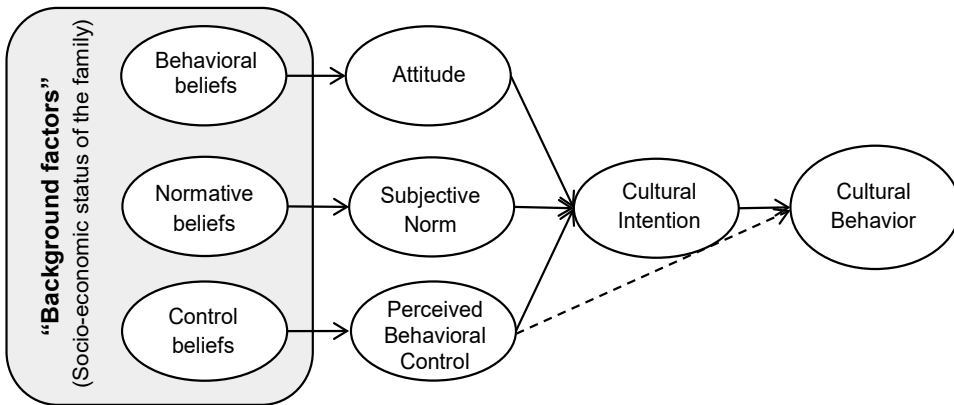 “Background factors”
(Socio-economic status of the family)
Behavioral
beliefs
Attitude
Normative
beliefs
Subjective
Norm
Cultural
Intention
Cultural
Behavior
Control
beliefs
Perceived
Behavioral
Control